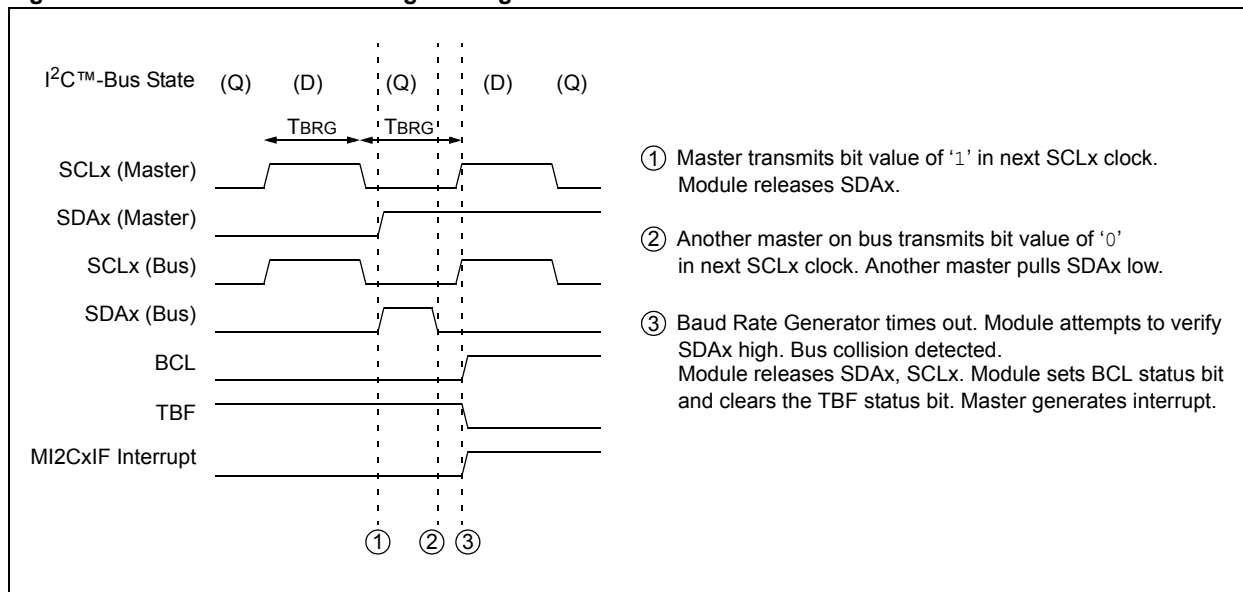 I²C™-Bus State (Q) (D) (Q) (D) (Q)
TBRG TBRG
SCLx (Master)
SDAx (Master)
SCLx (Bus)
SDAx (Bus)
BCL
TBF
MI2CxIF Interrupt
1 2 3
1 Master transmits bit value of ‘1’ in next SCLx clock.
Module releases SDAx.
2 Another master on bus transmits bit value of ‘0’
in next SCLx clock. Another master pulls SDAx low.
3 Baud Rate Generator times out. Module attempts to verify
SDAx high. Bus collision detected.
Module releases SDAx, SCLx. Module sets BCL status bit
and clears the TBF status bit. Master generates interrupt.